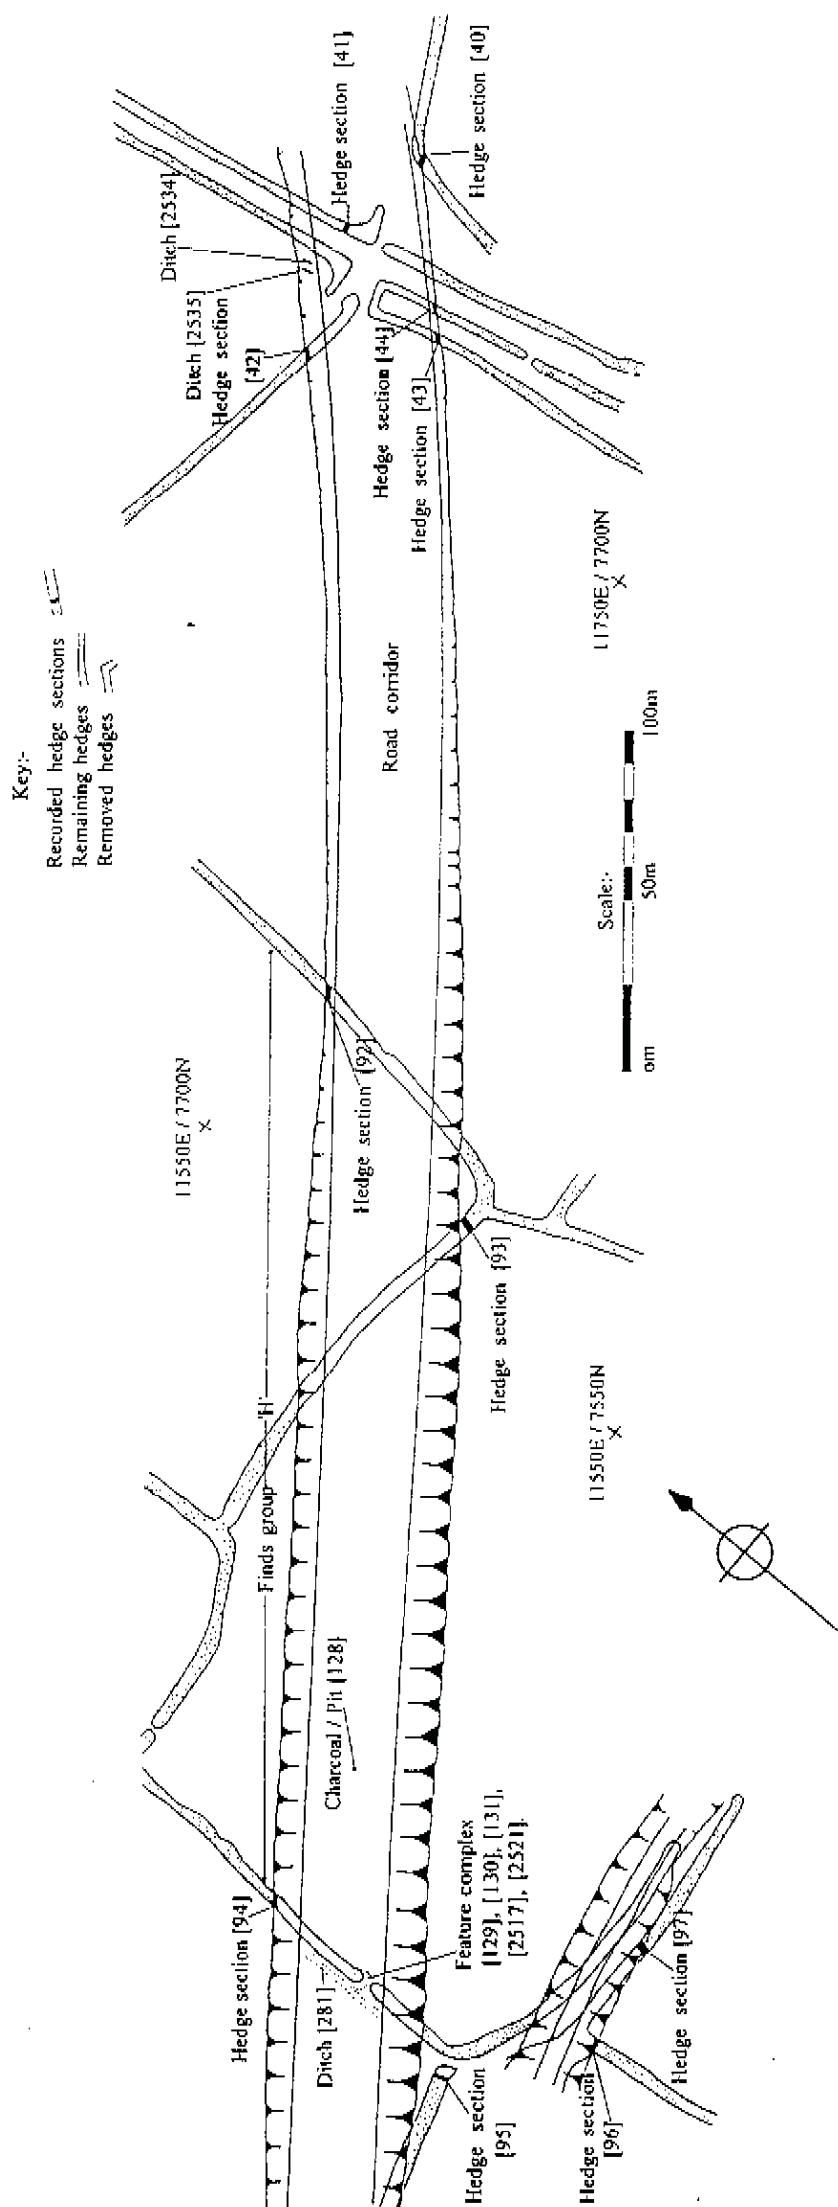 Key:-
Recorded hedge sections
Remaining hedges
Removed hedges
Hedge section [94]
Ditch [281]
Finds group 'H'
Charcoal / Pit [128]
Feature complex
[129], [130], [131],
[2517], [2521].
Hedge section
[95]
Hedge section
[96]
Hedge section [97]
11550E / 7700N
Hedge section [92]
Hedge section [93]
11550E / 7550N
Road corridor
Scale:-
0m
50m
100m
11750E / 7700N
Ditch [2535]
Hedge section
[42]
Ditch [2534]
Hedge section [41]
Hedge section [44]
Hedge section [43]
Hedge section [40]